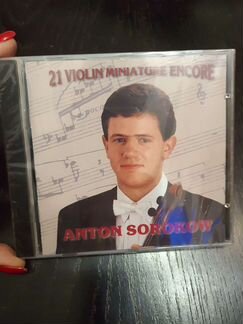 21 VIOLIN MINIATURE ENCORE
ANTON SOROKOW